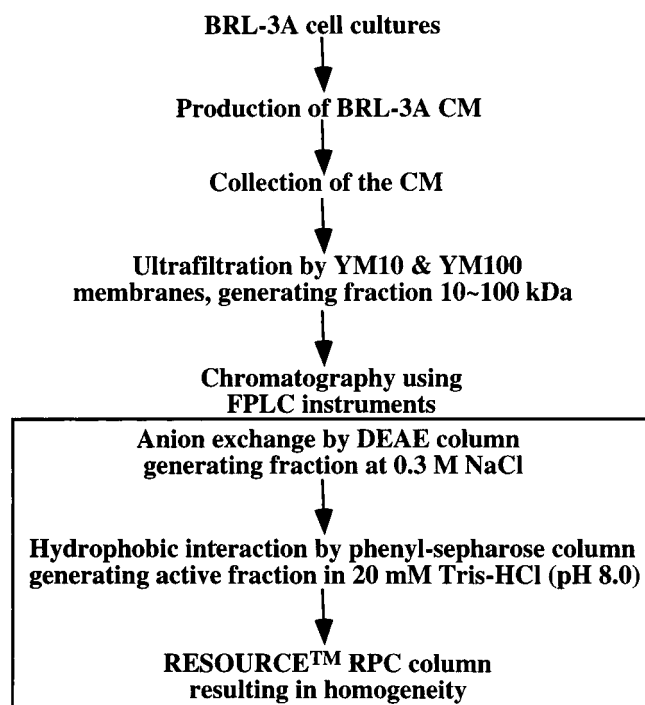 BRL-3A cell cultures
Production of BRL-3A CM
Collection of the CM
Ultrafiltration by YM10 & YM100
membranes, generating fraction 10~100 kDa
Chromatography using
FPLC instruments
Anion exchange by DEAE column
generating fraction at 0.3 M NaCl
Hydrophobic interaction by phenyl-sepharose column
generating active fraction in 20 mM Tris-HCl (pH 8.0)
RESOURCE™ RPC column
resulting in homogeneity